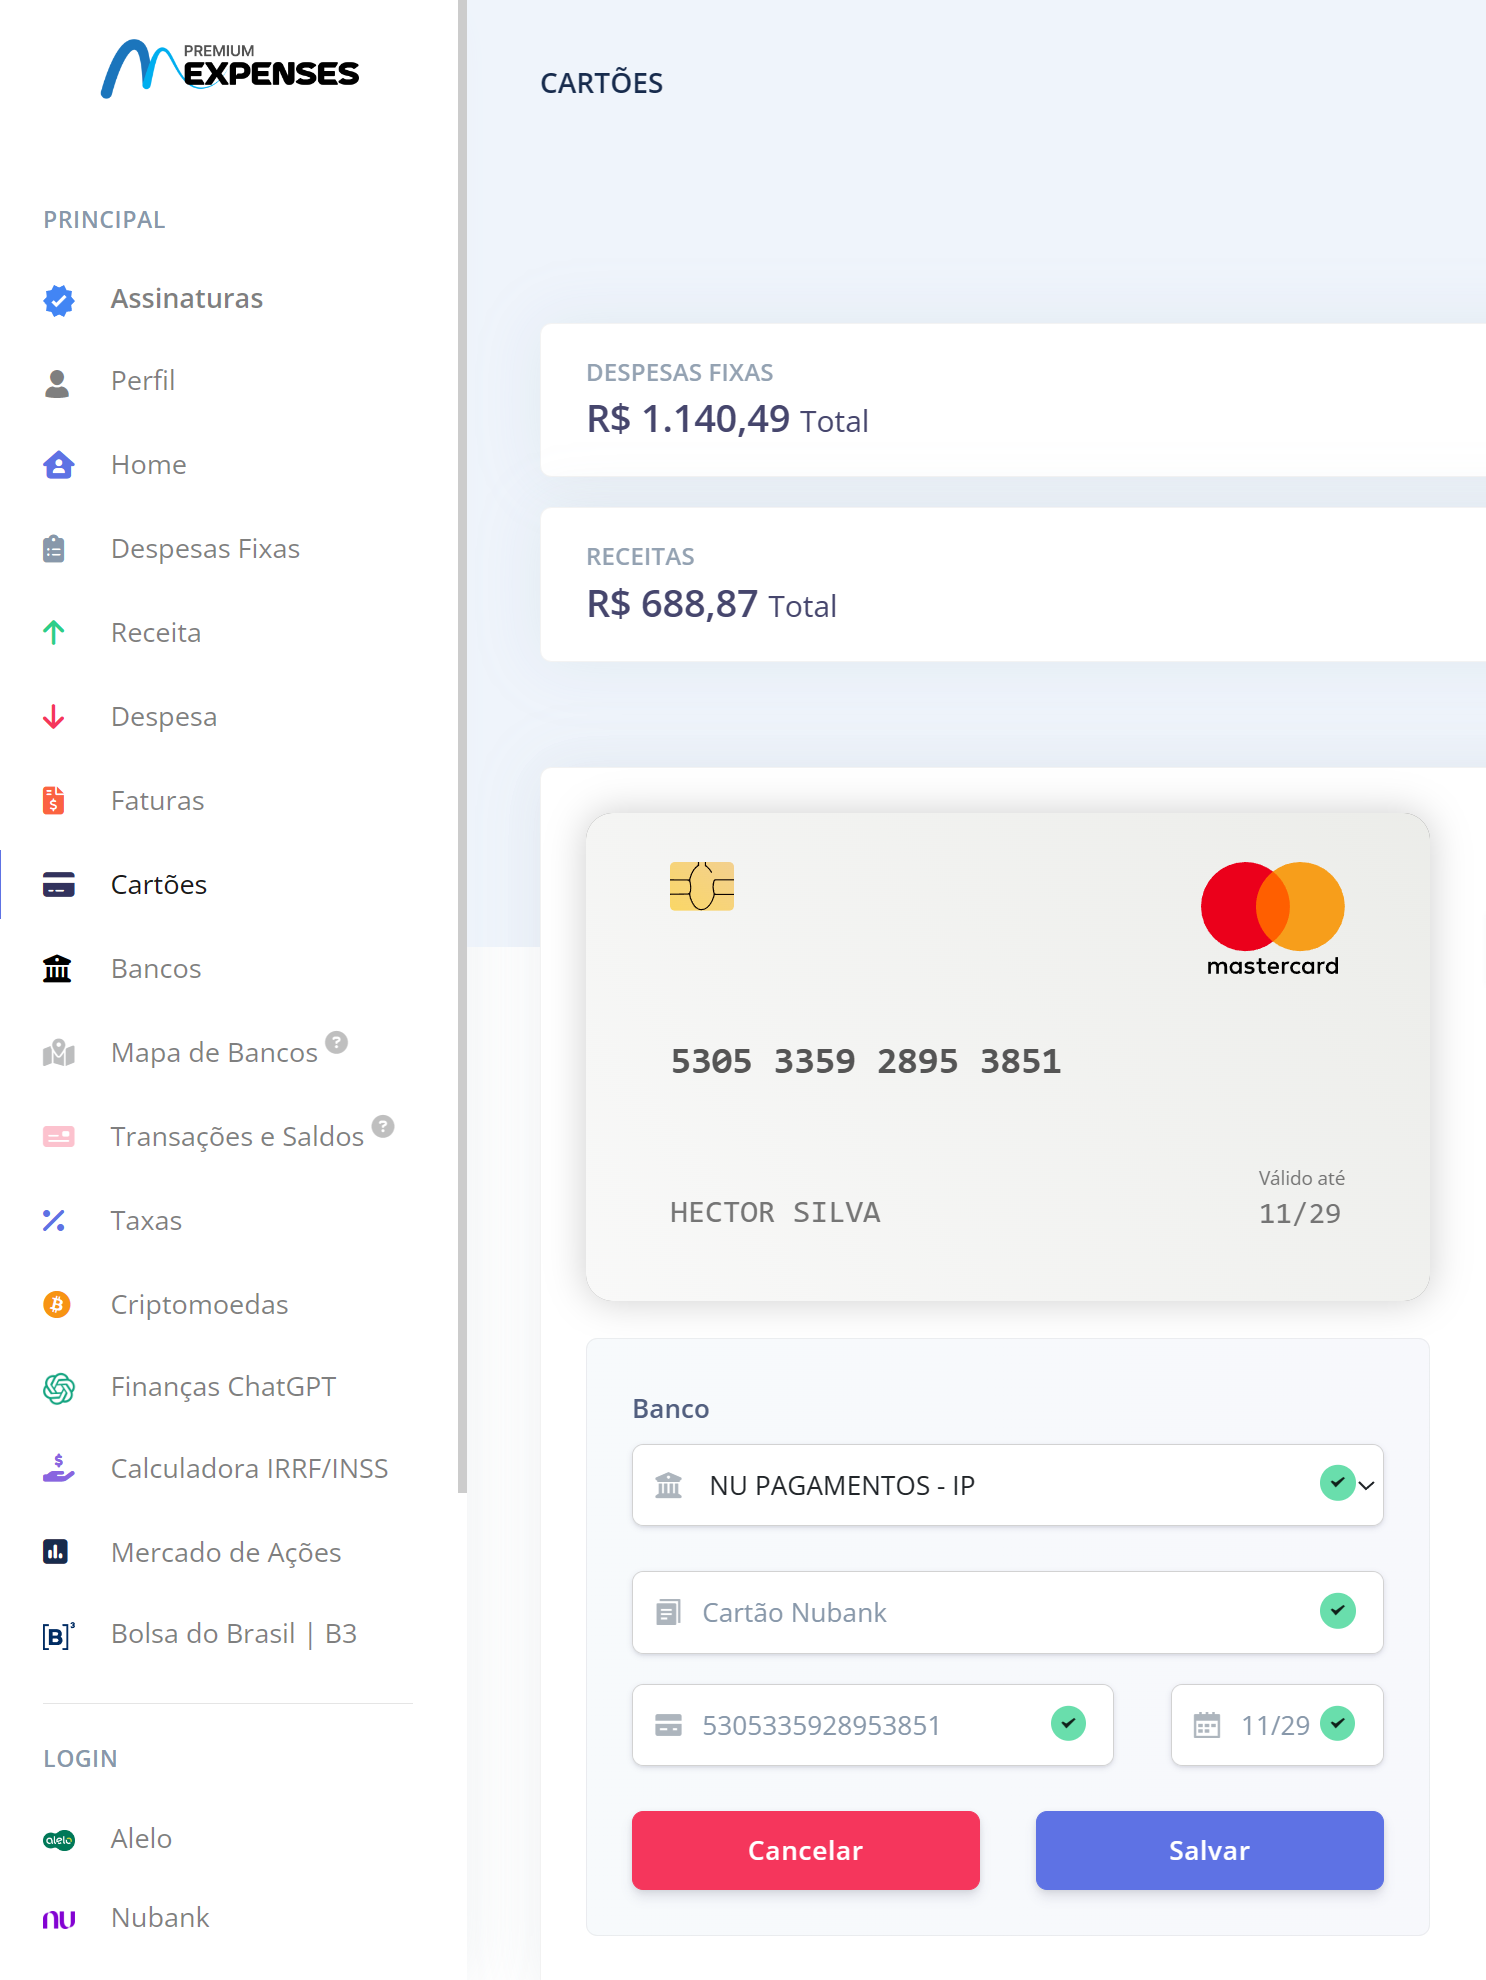 PREMIUM
EXPENSES
PRINCIPAL
Assinaturas
Perfil
Home
Despesas Fixas
Receita
Despesa
Faturas
Cartões
Bancos
Mapa de Bancos ?
Transações e Saldos ?
Taxas
Criptomoedas
Finanças ChatGPT
Calculadora IRRF/INSS
Mercado de Ações
[B]³ Bolsa do Brasil | B3
LOGIN
alelo Alelo
nu Nubank
CARTÕES
DESPESAS FIXAS
R$ 1.140,49 Total
RECEITAS
R$ 688,87 Total
mastercard
5305 3359 2895 3851
Válido até
HECTOR SILVA 11/29
Banco
NU PAGAMENTOS - IP
Cartão Nubank
5305335928953851 11/29
Cancelar Salvar